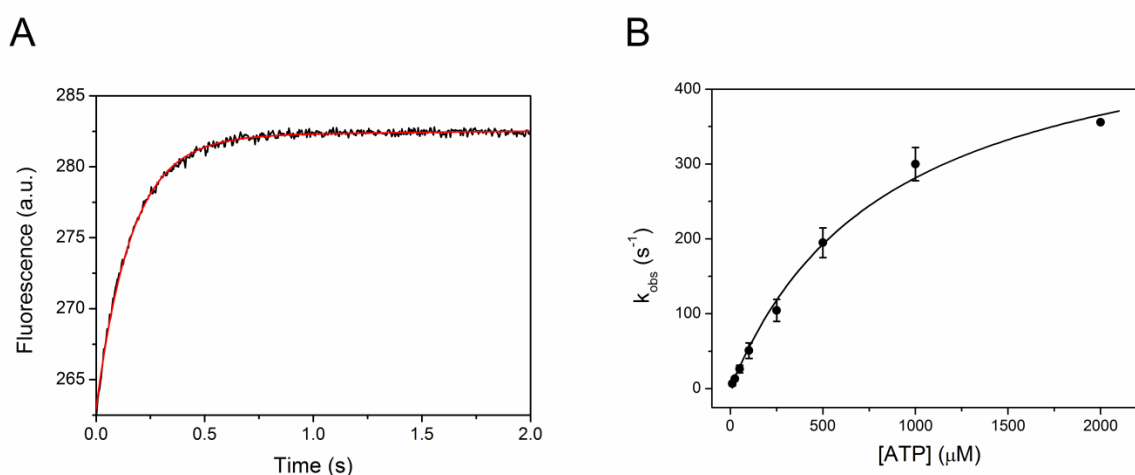 A
B
285
280
275
270
265
Fluorescence (a.u.)
0.0 0.5 1.0 1.5 2.0
Time (s)
400
300
200
100
0
k_obs (s⁻¹)
0 500 1000 1500 2000
[ATP] (μM)